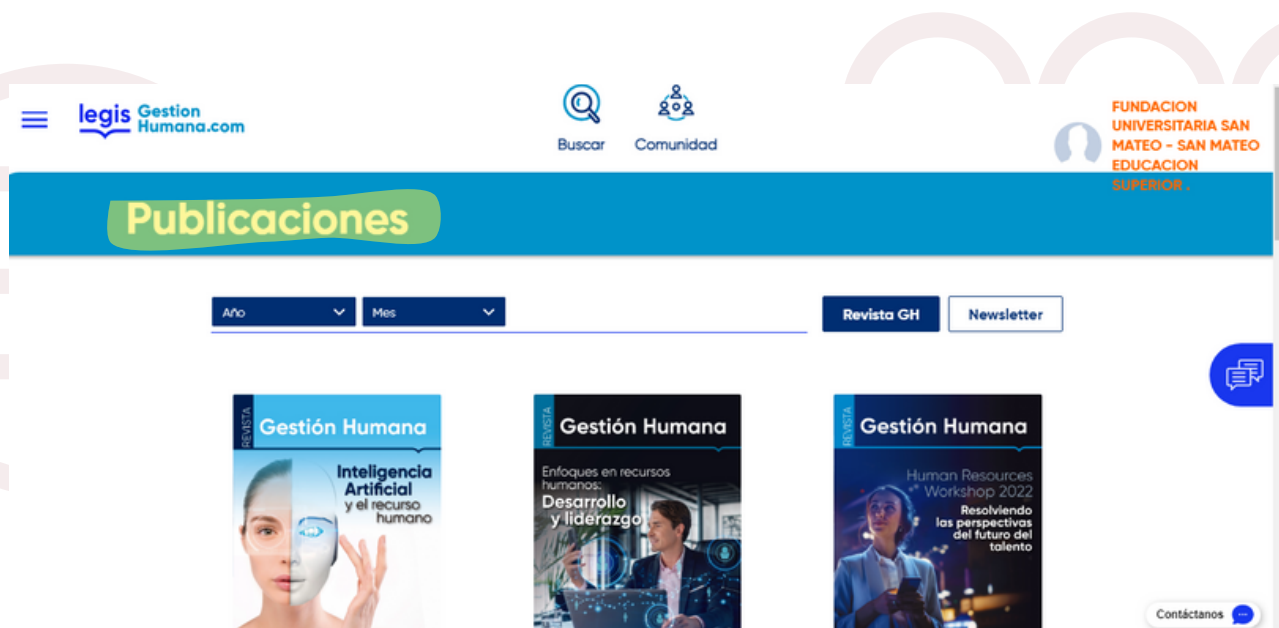 legis Gestion
Humana.com
Buscar
Comunidad
FUNDACION
UNIVERSITARIA SAN
MATEO - SAN MATEO
EDUCACION
SUPERIOR .
Publicaciones
Año
Mes
Revista GH
Newsletter
REVISTA
Gestión Humana
Inteligencia
Artificial
y el recurso
humano
REVISTA
Gestión Humana
Enfoques en recursos
humanos:
Desarrollo
y liderazgo
REVISTA
Gestión Humana
Human Resources
Workshop 2022
Resolviendo
las perspectivas
del futuro del
talento
Contáctanos